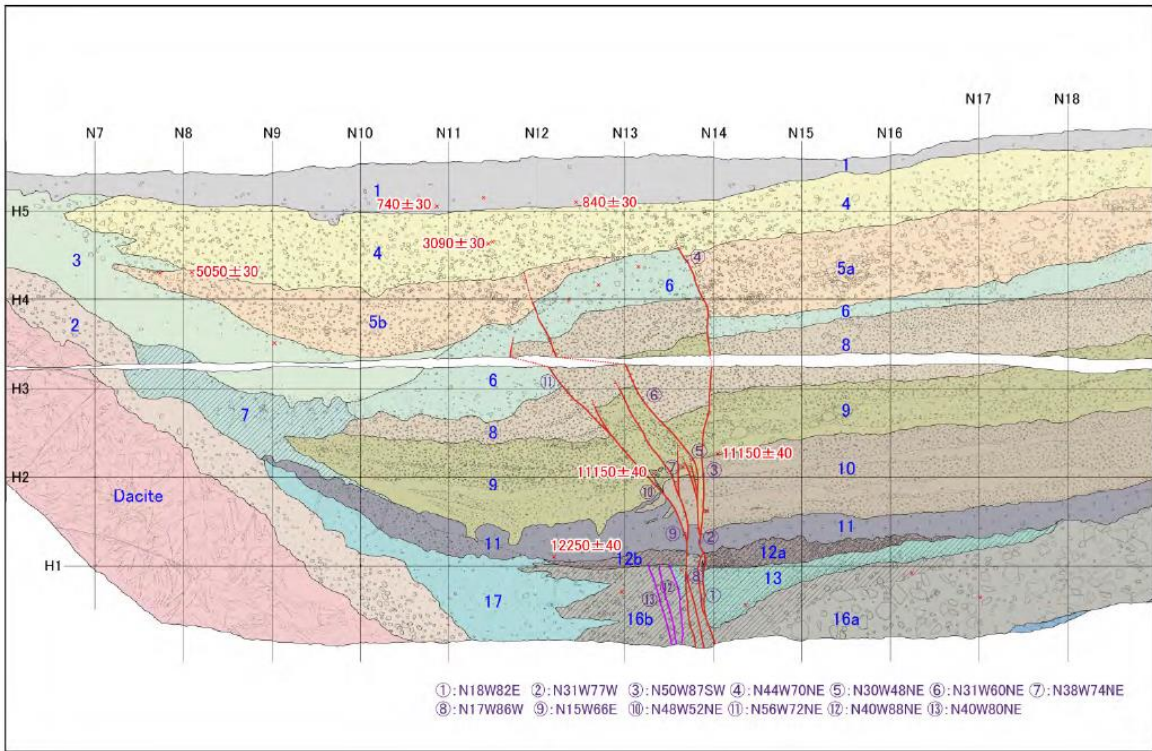 N17 N18
N7 N8 N9 N10 N11 N12 N13 N14 N15 N16
1
1
740±30 840±30
H5
4
3 3090±30 4
4
5050±30 5a
6
H4
6
2 5b
8
H3 6 ⑪ ⑥
9
7 8
⑤ 11150±40
11150±40 ⑦ ③ 10
H2
Dacite 9 ⑩
11
11 ⑨ ②
12250±40 12b 12a
H1 13
⑧
⑫
17 ⑬ ①
16b 16a
①:N18W82E ②:N31W77W ③:N50W87SW ④:N44W70NE ⑤:N30W48NE ⑥:N31W60NE ⑦:N38W74NE
⑧:N17W86W ⑨:N15W66E ⑩:N48W52NE ⑪:N56W72NE ⑫:N40W88NE ⑬:N40W80NE